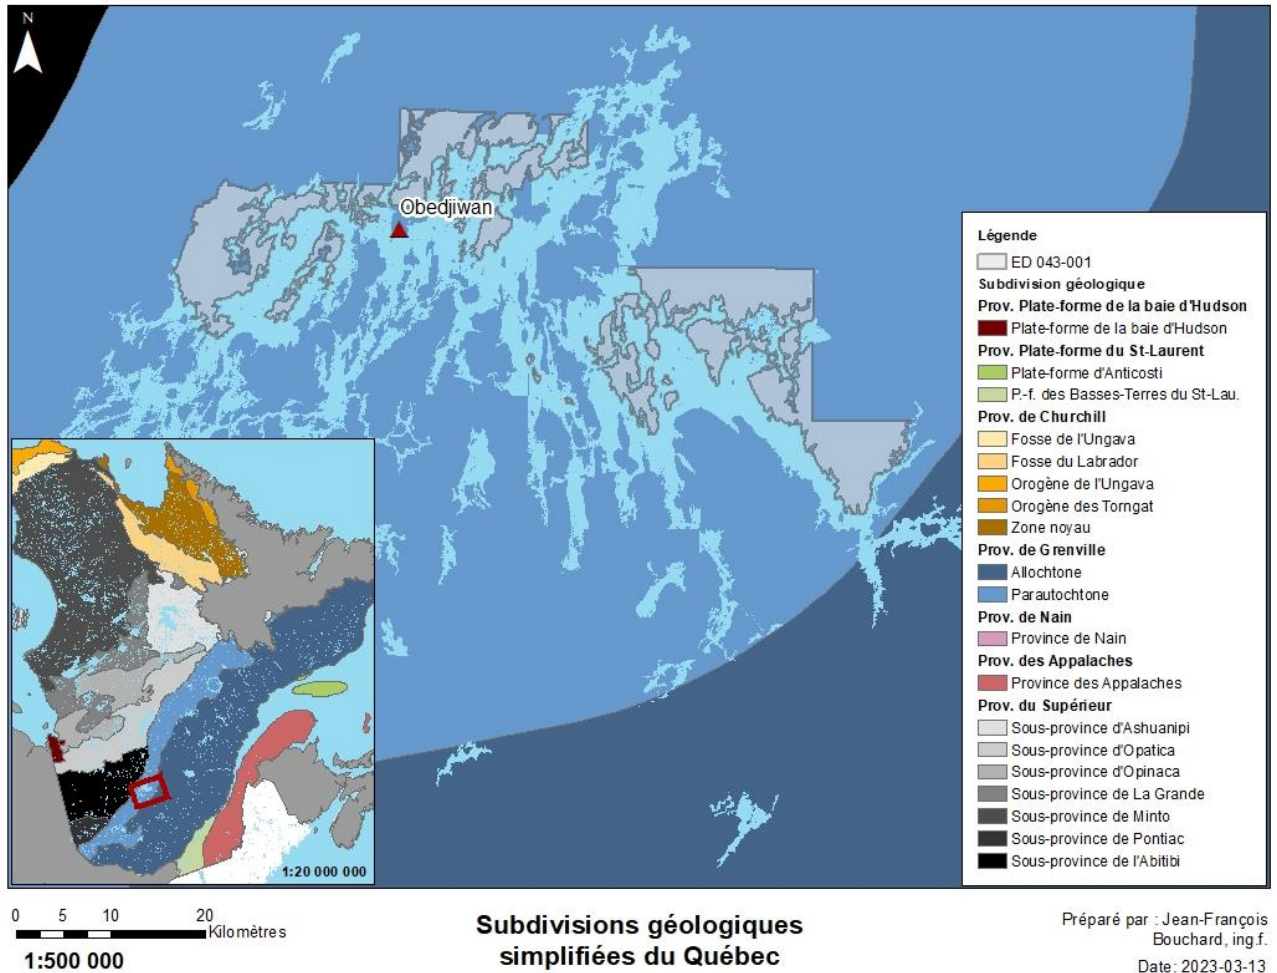 N
Obedjiwan
Légende
ED 043-001
Subdivision géologique
Prov. Plate-forme de la baie d'Hudson
Plate-forme de la baie d'Hudson
Prov. Plate-forme du St-Laurent
Plate-forme d'Anticosti
P.-f. des Basses-Terres du St-Lau.
Prov. de Churchill
Fosse de l'Ungava
Fosse du Labrador
Orogène de l'Ungava
Orogène des Torngat
Zone noyau
Prov. de Grenville
Allochtone
Parautochtone
Prov. de Nain
Province de Nain
Prov. des Appalaches
Province des Appalaches
Prov. du Supérieur
Sous-province d'Ashuanipi
Sous-province d'Opatica
Sous-province d'Opinaca
Sous-province de La Grande
Sous-province de Minto
Sous-province de Pontiac
Sous-province de l'Abitibi
1:20 000 000
0 5 10 20
Kilomètres
1:500 000
Subdivisions géologiques
simplifiées du Québec
Préparé par : Jean-François
Bouchard, ing.f.
Date: 2023-03-13